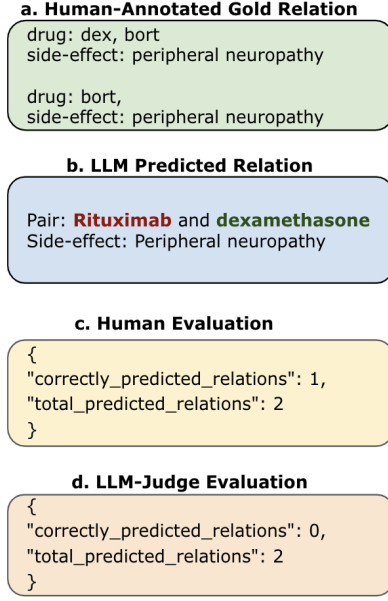 a. Human-Annotated Gold Relation
drug: dex, bort
side-effect: peripheral neuropathy
drug: bort,
side-effect: peripheral neuropathy
b. LLM Predicted Relation
Pair: Rituximab and dexamethasone
Side-effect: Peripheral neuropathy
c. Human Evaluation
{
"correctly_predicted_relations": 1,
"total_predicted_relations": 2
}
d. LLM-Judge Evaluation
{
"correctly_predicted_relations": 0,
"total_predicted_relations": 2
}